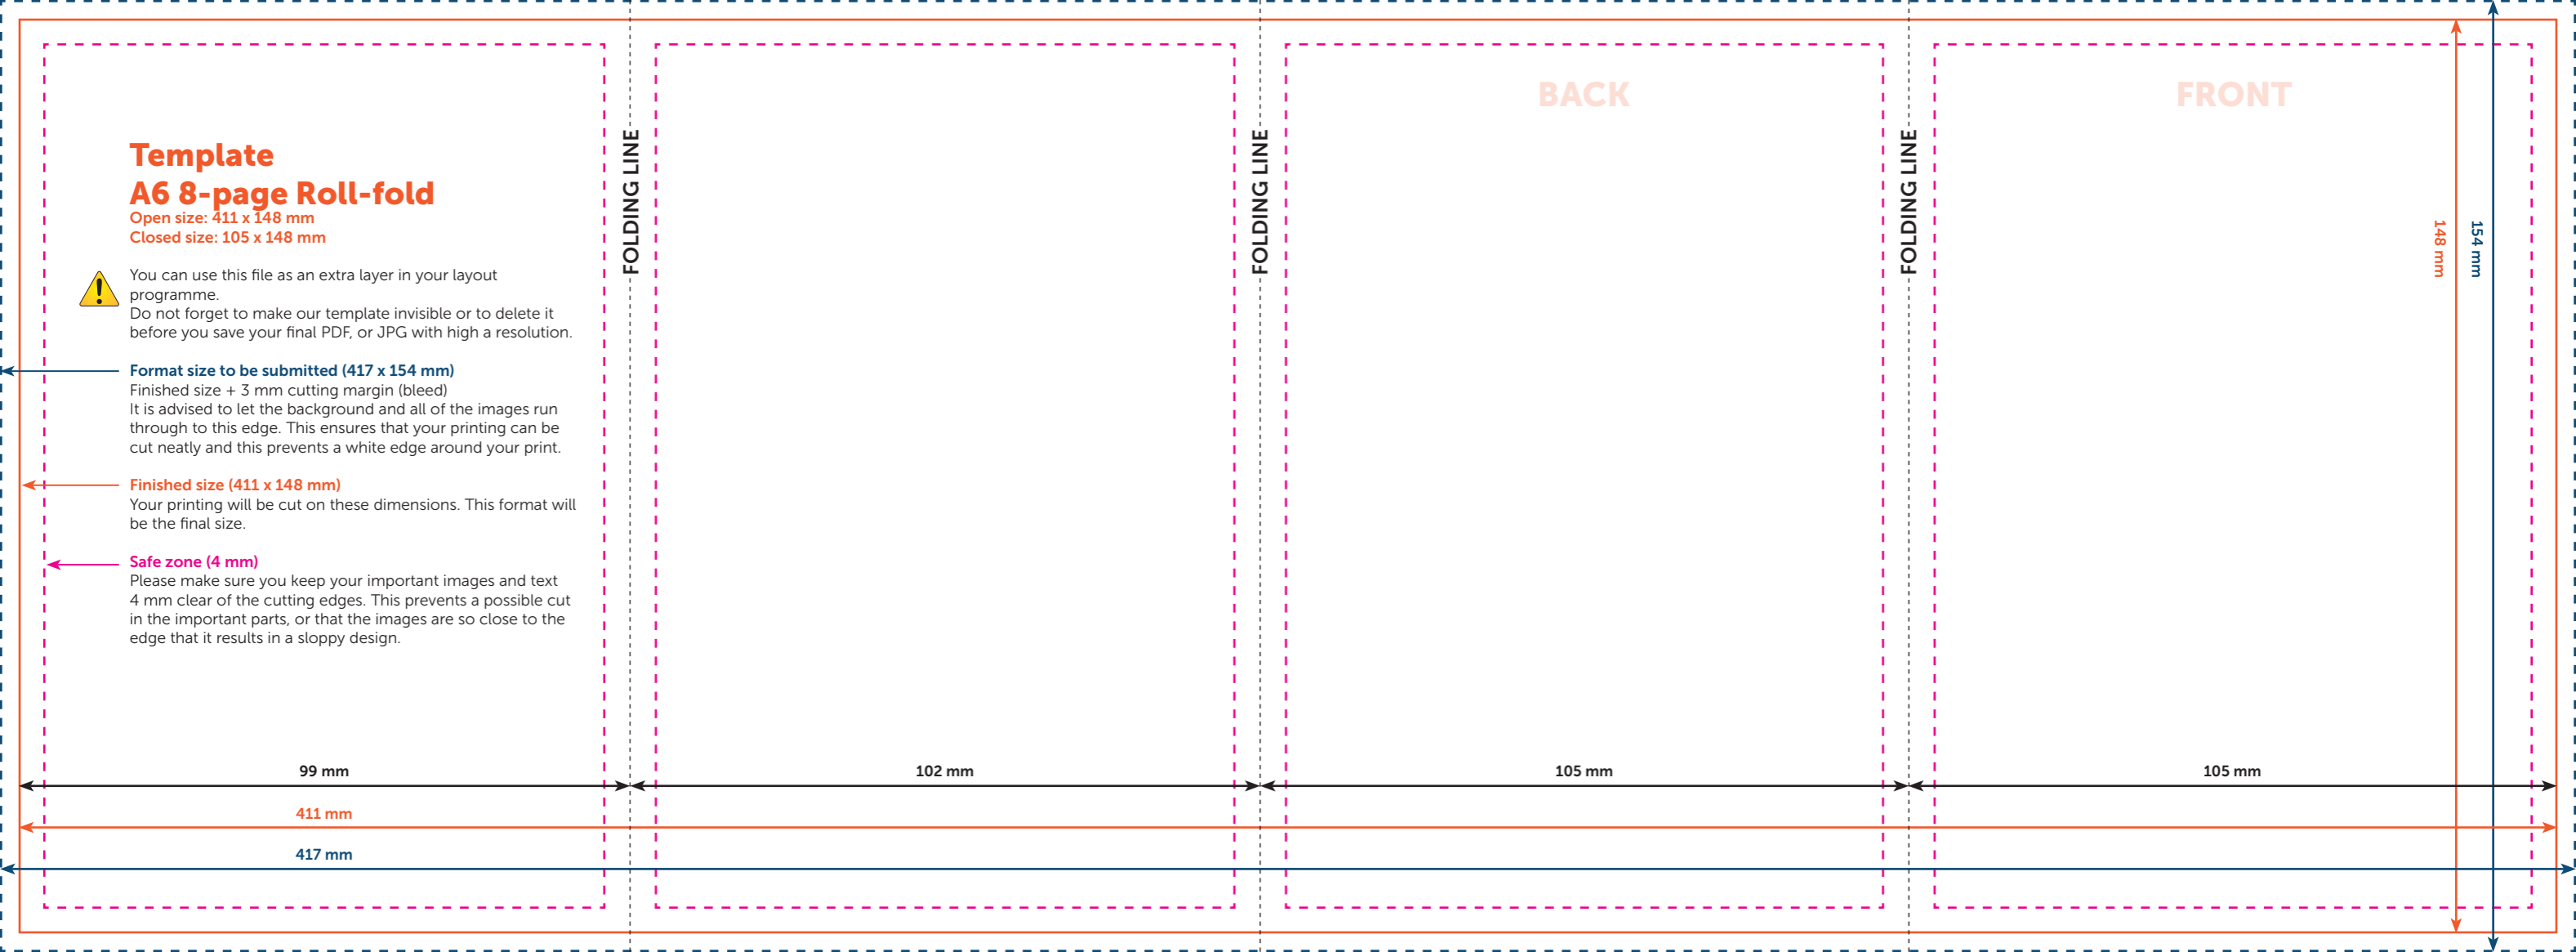 BACK
FRONT
Template
A6 8-page Roll-fold
Open size: 411 x 148 mm
Closed size: 105 x 148 mm
You can use this file as an extra layer in your layout
programme.
Do not forget to make our template invisible or to delete it
before you save your final PDF, or JPG with high a resolution.
Format size to be submitted (417 x 154 mm)
Finished size + 3 mm cutting margin (bleed)
It is advised to let the background and all of the images run
through to this edge. This ensures that your printing can be
cut neatly and this prevents a white edge around your print.
Finished size (411 x 148 mm)
Your printing will be cut on these dimensions. This format will
be the final size.
Safe zone (4 mm)
Please make sure you keep your important images and text
4 mm clear of the cutting edges. This prevents a possible cut
in the important parts, or that the images are so close to the
edge that it results in a sloppy design.
FOLDING LINE
FOLDING LINE
FOLDING LINE
148 mm
154 mm
99 mm
102 mm
105 mm
105 mm
411 mm
417 mm